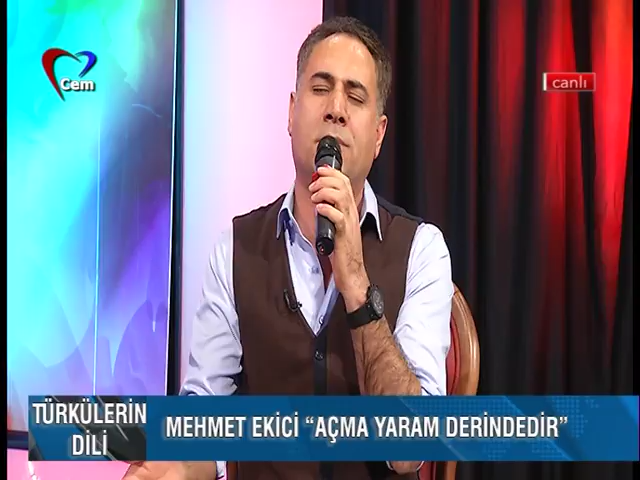 Cem
canlı
TÜRKÜLERİN
DİLİ
MEHMET EKİCİ “AÇMA YARAM DERİNDEDİR”